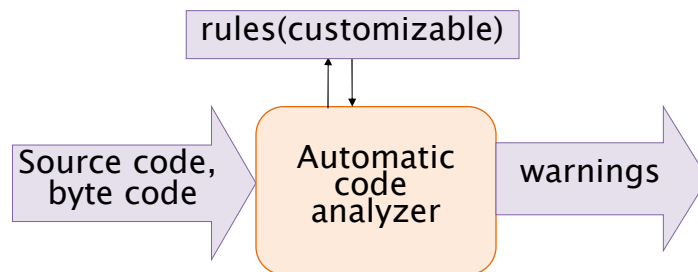 rules(customizable)
Source code,
byte code
Automatic
code
analyzer
warnings